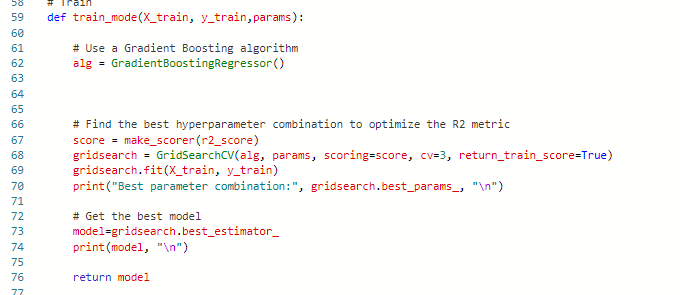 58 # Train
59 def train_mode(X_train, y_train,params):
60
61 # Use a Gradient Boosting algorithm
62 alg = GradientBoostingRegressor()
63
64
65
66 # Find the best hyperparameter combination to optimize the R2 metric
67 score = make_scorer(r2_score)
68 gridsearch = GridSearchCV(alg, params, scoring=score, cv=3, return_train_score=True)
69 gridsearch.fit(X_train, y_train)
70 print("Best parameter combination:", gridsearch.best_params_, "\n")
71
72 # Get the best model
73 model=gridsearch.best_estimator_
74 print(model, "\n")
75
76 return model
77